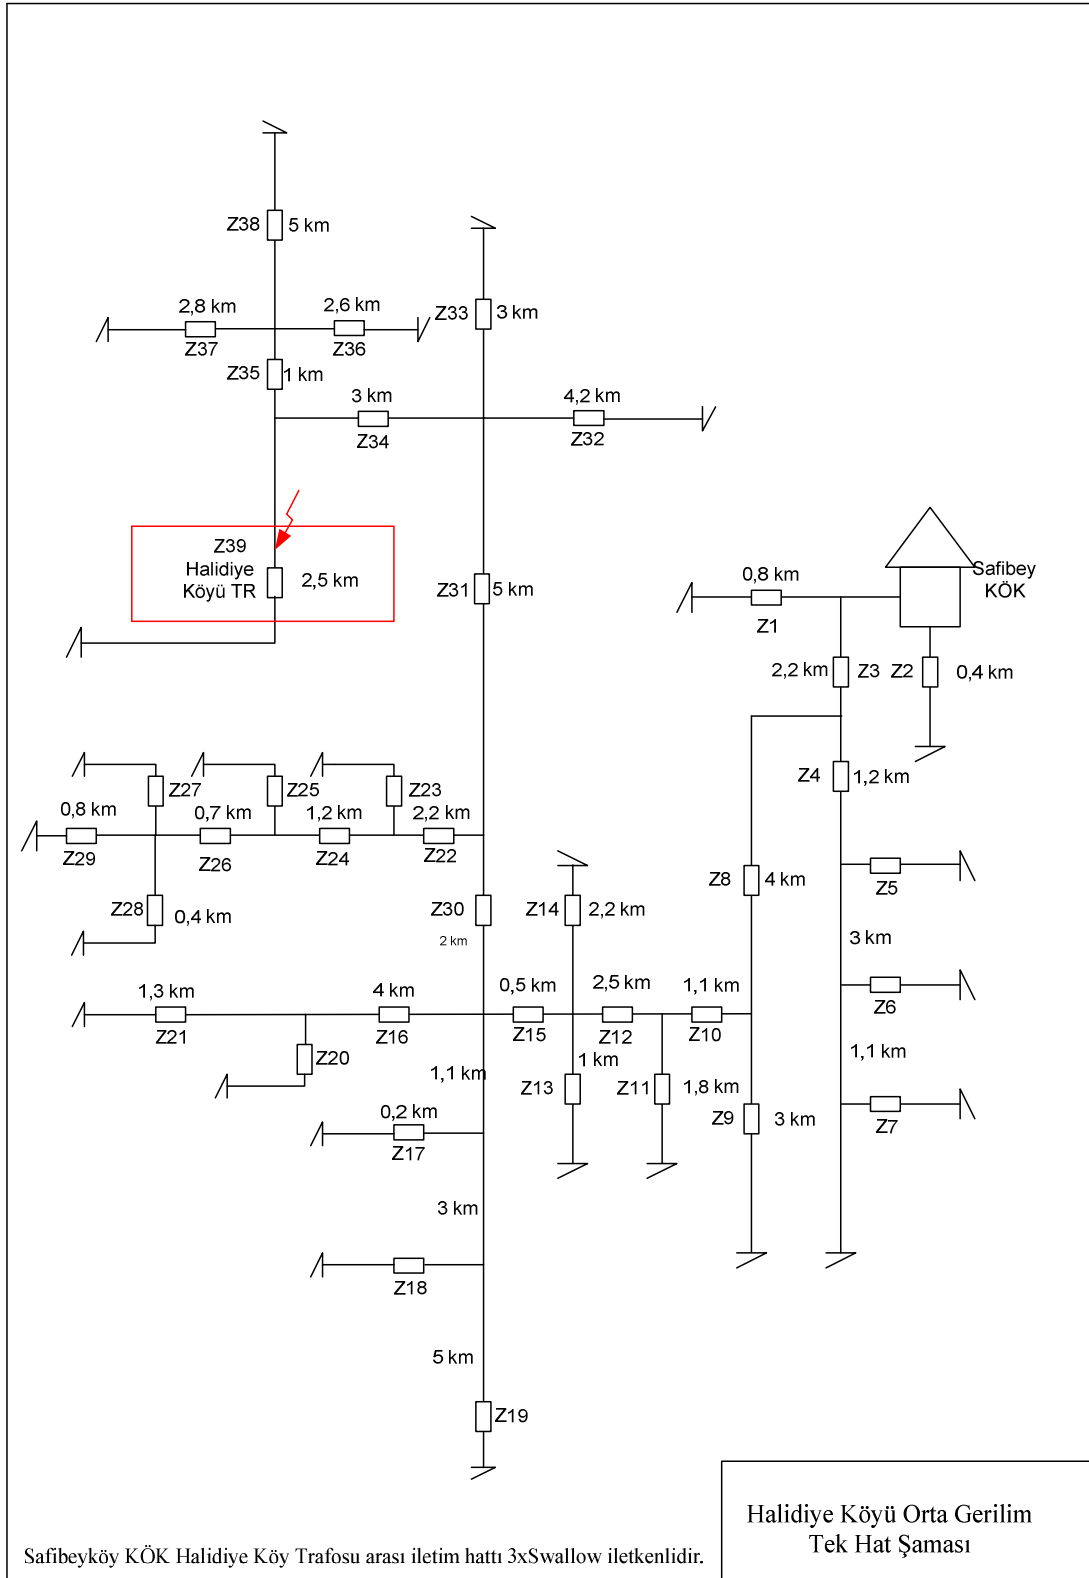 Z38 5 km
2,8 km 2,6 km
Z33 3 km
Z37 Z36
Z35 1 km
3 km 4,2 km
Z34 Z32
Z39
Halidiye
Köyü TR
2,5 km
Z31 5 km
0,8 km
Z1
Safibey
KÖK
2,2 km Z3 Z2 0,4 km
Z4 1,2 km
Z27 Z25 Z23
0,8 km 0,7 km 1,2 km 2,2 km
Z29 Z26 Z24 Z22
Z28 0,4 km
Z30
2 km
Z14 2,2 km
Z8 4 km
Z5
3 km
1,3 km 4 km 0,5 km 2,5 km 1,1 km
Z21 Z16 Z15 Z12 Z10
Z6
Z20
1,1 km
1 km
Z13 Z11 1,8 km
1,1 km
0,2 km
Z17
Z9 3 km
Z7
3 km
Z18
5 km
Z19
Halidiye Köyü Orta Gerilim
Tek Hat Şaması
Safibeyköy KÖK Halidiye Köy Trafosu arası iletim hattı 3xSwallow iletkenlidir.